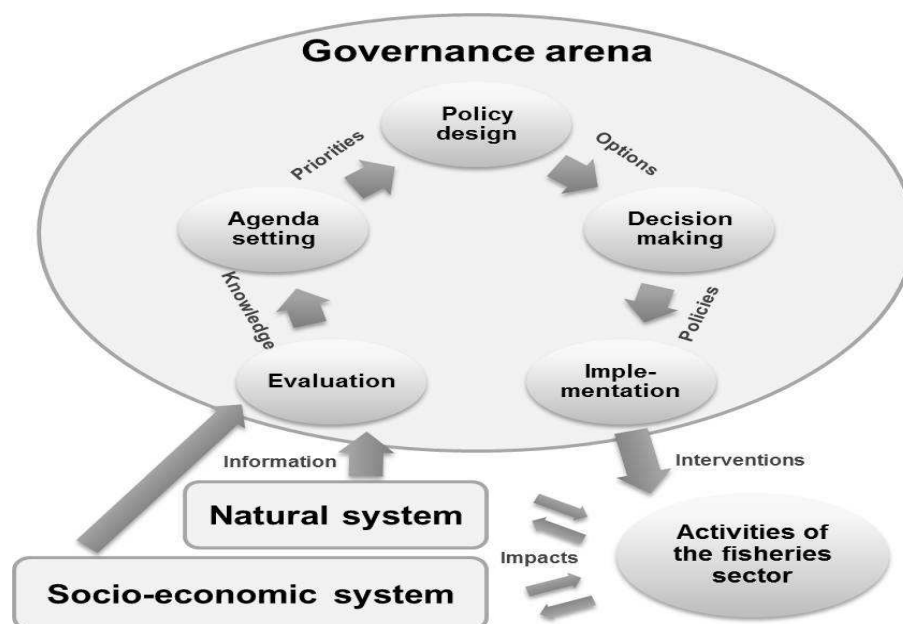 Governance arena
Policy
design
Priorities
Options
Agenda
setting
Decision
making
Knowledge
Policies
Evaluation
Imple-
mentation
Information
Interventions
Natural system
Activities of
the fisheries
sector
Impacts
Socio-economic system